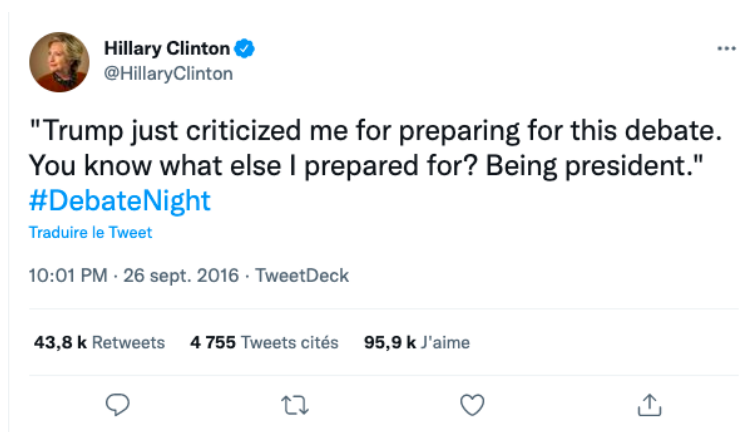 Hillary Clinton
@HillaryClinton
"Trump just criticized me for preparing for this debate.
You know what else I prepared for? Being president."
#DebateNight
Traduire le Tweet
10:01 PM · 26 sept. 2016 · TweetDeck
43,8 k Retweets 4 755 Tweets cités 95,9 k J'aime